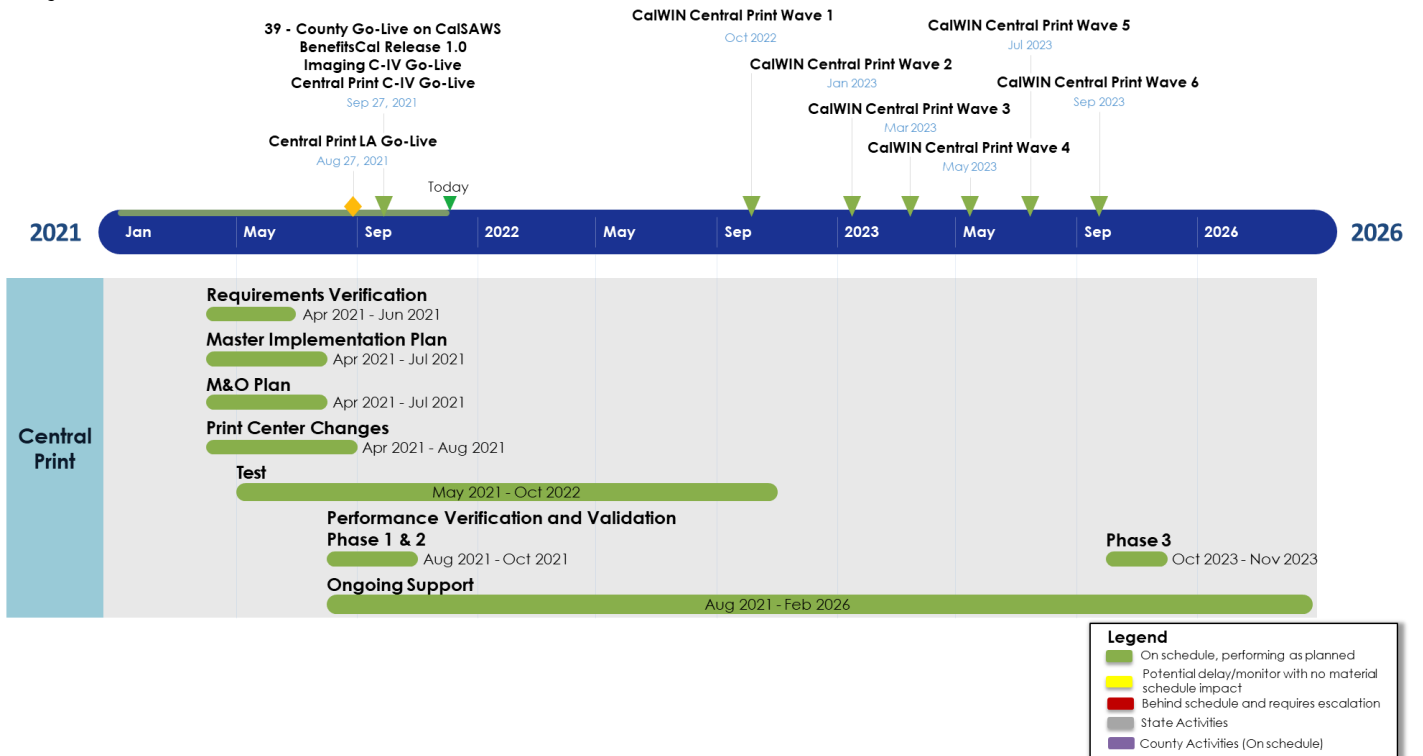 39 - County Go-Live on CalSAWS
BenefitsCal Release 1.0
Imaging C-IV Go-Live
Central Print C-IV Go-Live
Sep 27, 2021
Central Print LA Go-Live
Aug 27, 2021
Today
CalWIN Central Print Wave 1
Oct 2022
CalWIN Central Print Wave 2
Jan 2023
CalWIN Central Print Wave 3
Mar 2023
CalWIN Central Print Wave 4
May 2023
CalWIN Central Print Wave 5
Jul 2023
CalWIN Central Print Wave 6
Sep 2023
2021 Jan May Sep 2022 May Sep 2023 May Sep 2026 2026
Central
Print
Requirements Verification
Apr 2021 - Jun 2021
Master Implementation Plan
Apr 2021 - Jul 2021
M&O Plan
Apr 2021 - Jul 2021
Print Center Changes
Apr 2021 - Aug 2021
Test
May 2021 - Oct 2022
Performance Verification and Validation
Phase 1 & 2
Aug 2021 - Oct 2021
Phase 3
Oct 2023 - Nov 2023
Ongoing Support
Aug 2021 - Feb 2026
Legend
On schedule, performing as planned
Potential delay/monitor with no material
schedule impact
Behind schedule and requires escalation
State Activities
County Activities (On schedule)